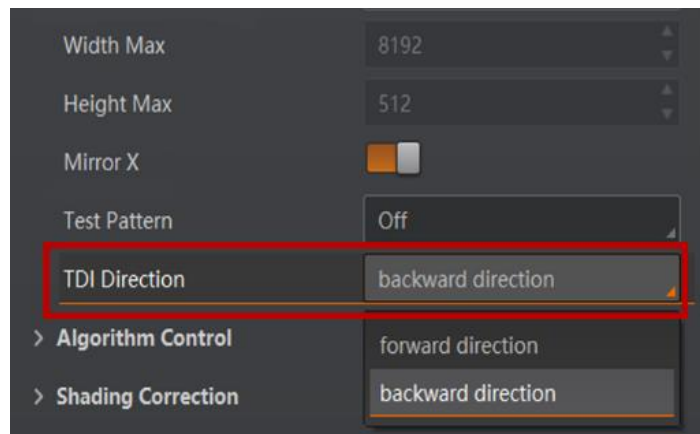 Width Max 8192
Height Max 512
Mirror X
Test Pattern Off
TDI Direction backward direction
> Algorithm Control forward direction
> Shading Correction backward direction